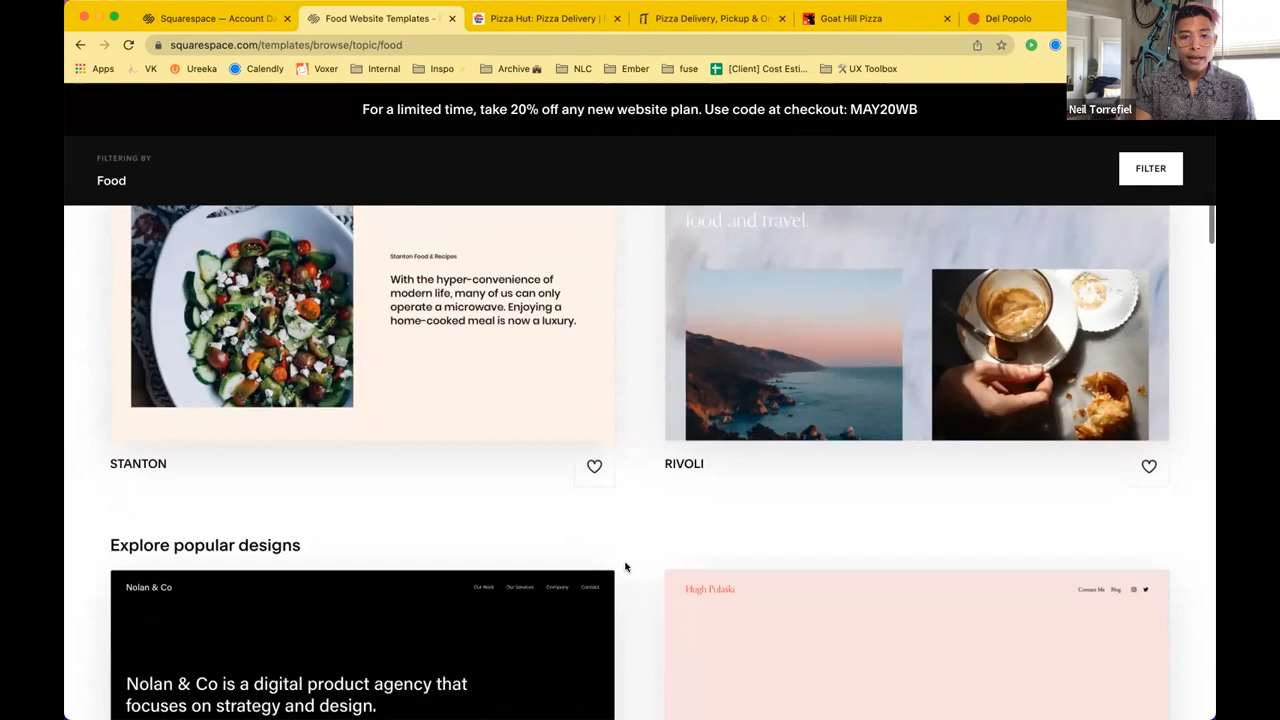 Squarespace — Account Da
Food Website Templates -
Pizza Hut: Pizza Delivery |
Pizza Delivery, Pickup & O
Goat Hill Pizza
Del Popolo
squarespace.com/templates/browse/topic/food
Apps
VK
Ureeka
Calendly
Voxer
Internal
Inspo
Archive
NLC
Ember
fuse
[Client] Cost Esti...
UX Toolbox
Neil Torrefiel
For a limited time, take 20% off any new website plan. Use code at checkout: MAY20WB
FILTERING BY
Food
FILTER
food and travel.
Stanton Food & Recipes
With the hyper-convenience of
modern life, many of us can only
operate a microwave. Enjoying a
home-cooked meal is now a luxury.
STANTON
RIVOLI
Explore popular designs
Nolan & Co
Our Work
Our Services
Company
Contact
Hugh Pulaski
Contact Me
Blog
Nolan & Co is a digital product agency that
focuses on strategy and design.